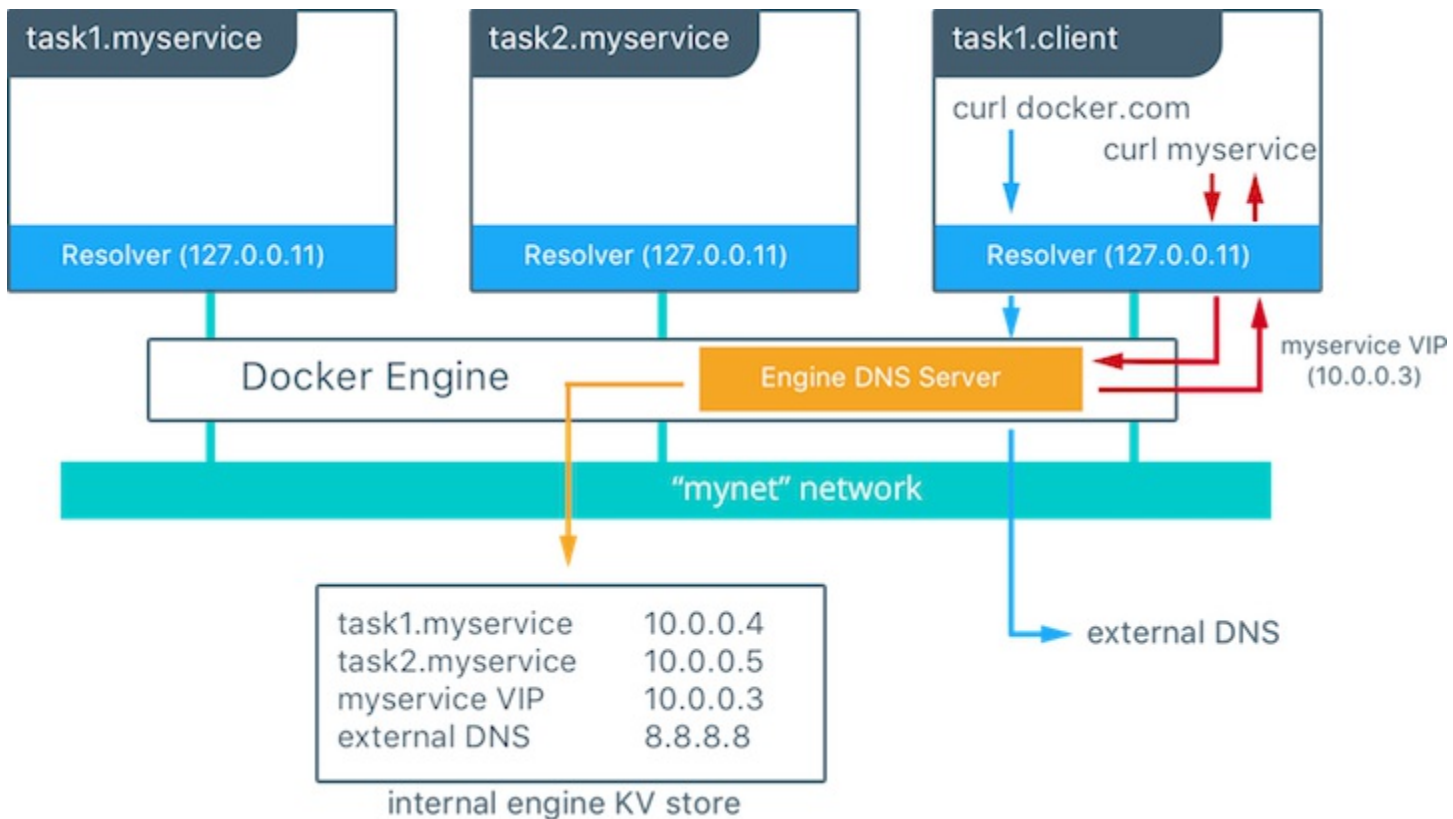 task1.myservice
task2.myservice
task1.client
curl docker.com
curl myservice
Resolver (127.0.0.11)
Resolver (127.0.0.11)
Resolver (127.0.0.11)
Docker Engine
Engine DNS Server
myservice VIP
(10.0.0.3)
“mynet” network
task1.myservice 10.0.0.4
task2.myservice 10.0.0.5
myservice VIP 10.0.0.3
external DNS 8.8.8.8
external DNS
internal engine KV store